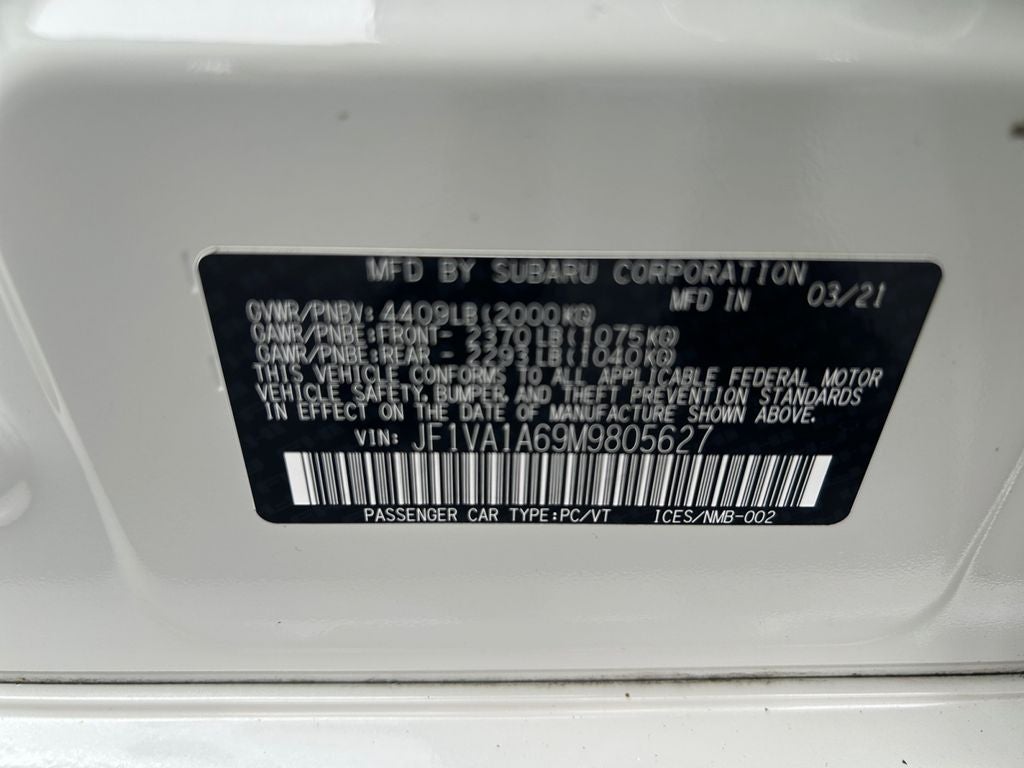 MFD BY SUBARU CORPORATION
MFD IN 03/21
GVWR/PNBV: 4409LB(2000KG)
GAWR/PNBE:FRONT- 2370LB(1075KG)
GAWR/PNBE:REAR - 2293LB(1040KG)
THIS VEHICLE CONFORMS TO ALL APPLICABLE FEDERAL MOTOR
VEHICLE SAFETY, BUMPER, AND THEFT PREVENTION STANDARDS
IN EFFECT ON THE DATE OF MANUFACTURE SHOWN ABOVE.
VIN: JF1VA1A69M9805627
PASSENGER CAR TYPE:PC/VT ICES/NMB-002